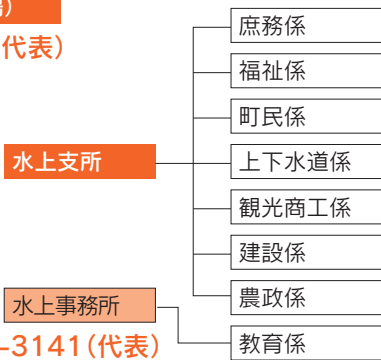 場）
代表）
水上支所
水上事務所
-3141（代表）
庶務係
福祉係
町民係
上下水道係
観光商工係
建設係
農政係
教育係